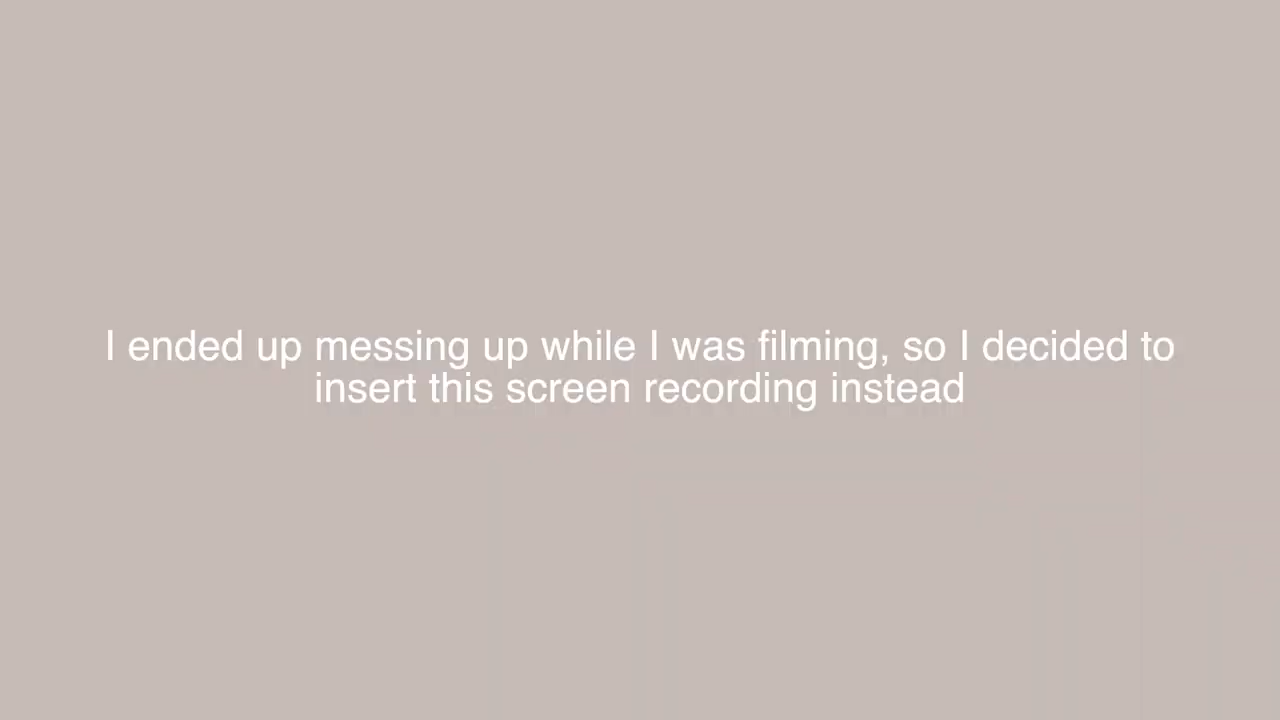 I ended up messing up while I was filming, so I decided to
insert this screen recording instead